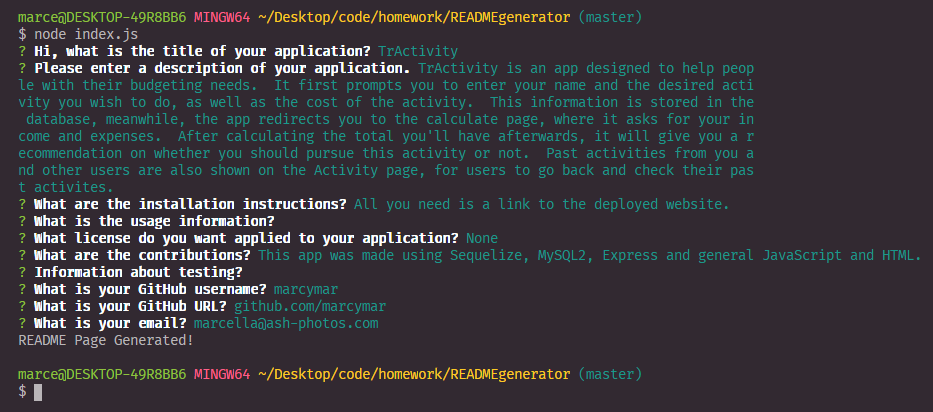 marce@DESKTOP-49R8BB6 MINGW64 ~/Desktop/code/homework/READMEgenerator (master)
$ node index.js
? Hi, what is the title of your application? TrActivity
? Please enter a description of your application. TrActivity is an app designed to help peop
le with their budgeting needs.  It first prompts you to enter your name and the desired acti
vity you wish to do, as well as the cost of the activity.  This information is stored in the
 database, meanwhile, the app redirects you to the calculate page, where it asks for your in
come and expenses.  After calculating the total you'll have afterwards, it will give you a r
ecommendation on whether you should pursue this activity or not.  Past activities from you a
nd other users are also shown on the Activity page, for users to go back and check their pas
t activites.
? What are the installation instructions? All you need is a link to the deployed website.
? What is the usage information?
? What license do you want applied to your application? None
? What are the contributions? This app was made using Sequelize, MySQL2, Express and general JavaScript and HTML.
? Information about testing?
? What is your GitHub username? marcymar
? What is your GitHub URL? github.com/marcymar
? What is your email? marcella@ash-photos.com
README Page Generated!
marce@DESKTOP-49R8BB6 MINGW64 ~/Desktop/code/homework/READMEgenerator (master)
$